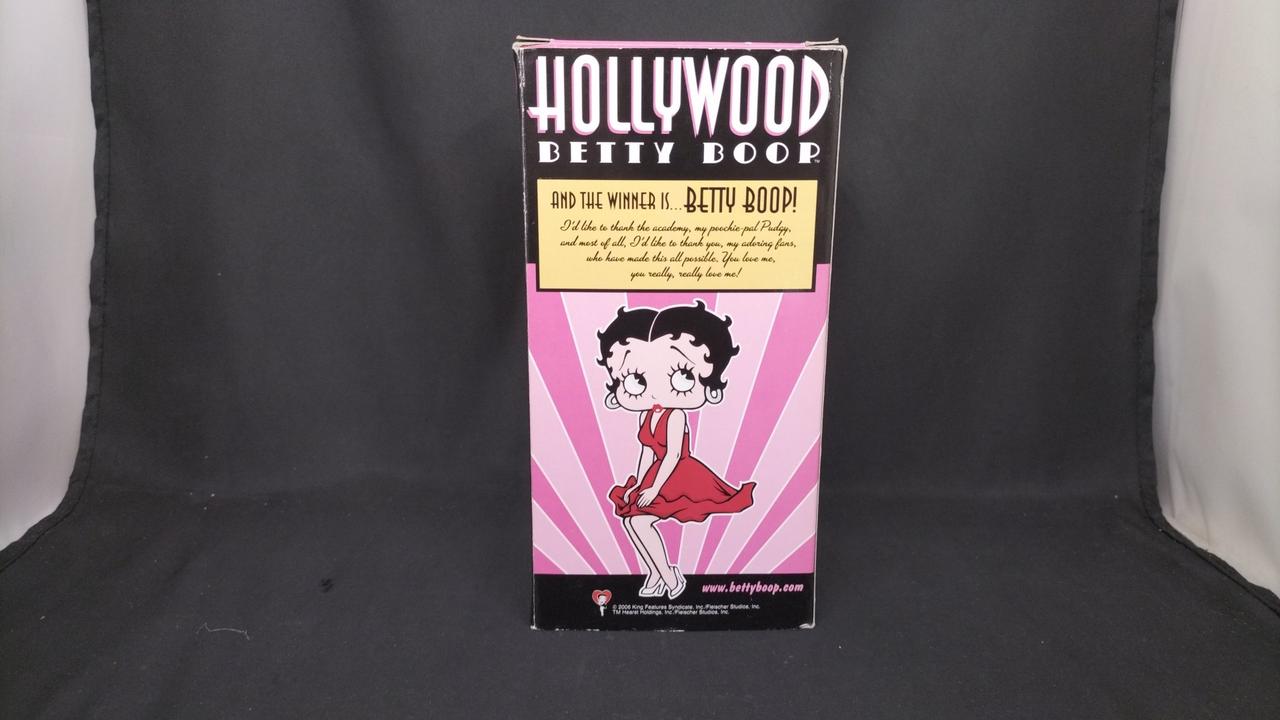 HOLLYWOOD
BETTY BOOP™
AND THE WINNER IS... BETTY BOOP!
I'd like to thank the academy, my poochie-pal Pudgy,
and most of all, I'd like to thank you, my adoring fans,
who have made this all possible. You love me,
you really, really love me!
www.bettyboop.com
© 2006 King Features Syndicate, Inc./Fleischer Studios, Inc.
TM Hearst Holdings, Inc./Fleischer Studios, Inc.